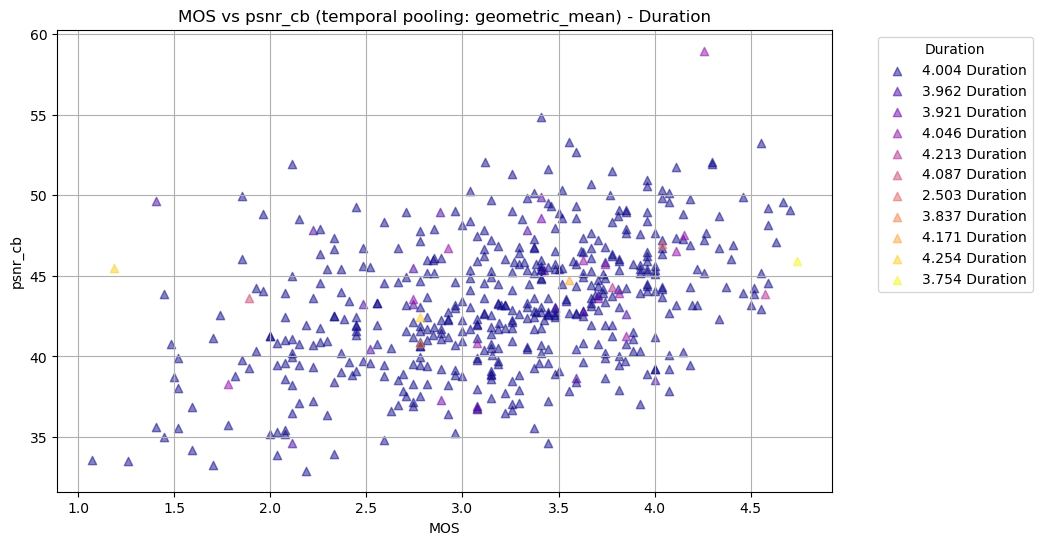 MOS vs psnr_cb (temporal pooling: geometric_mean) - Duration
60
55
50
45
40
35
psnr_cb
1.0 1.5 2.0 2.5 3.0 3.5 4.0 4.5
MOS
Duration
4.004 Duration
3.962 Duration
3.921 Duration
4.046 Duration
4.213 Duration
4.087 Duration
2.503 Duration
3.837 Duration
4.171 Duration
4.254 Duration
3.754 Duration